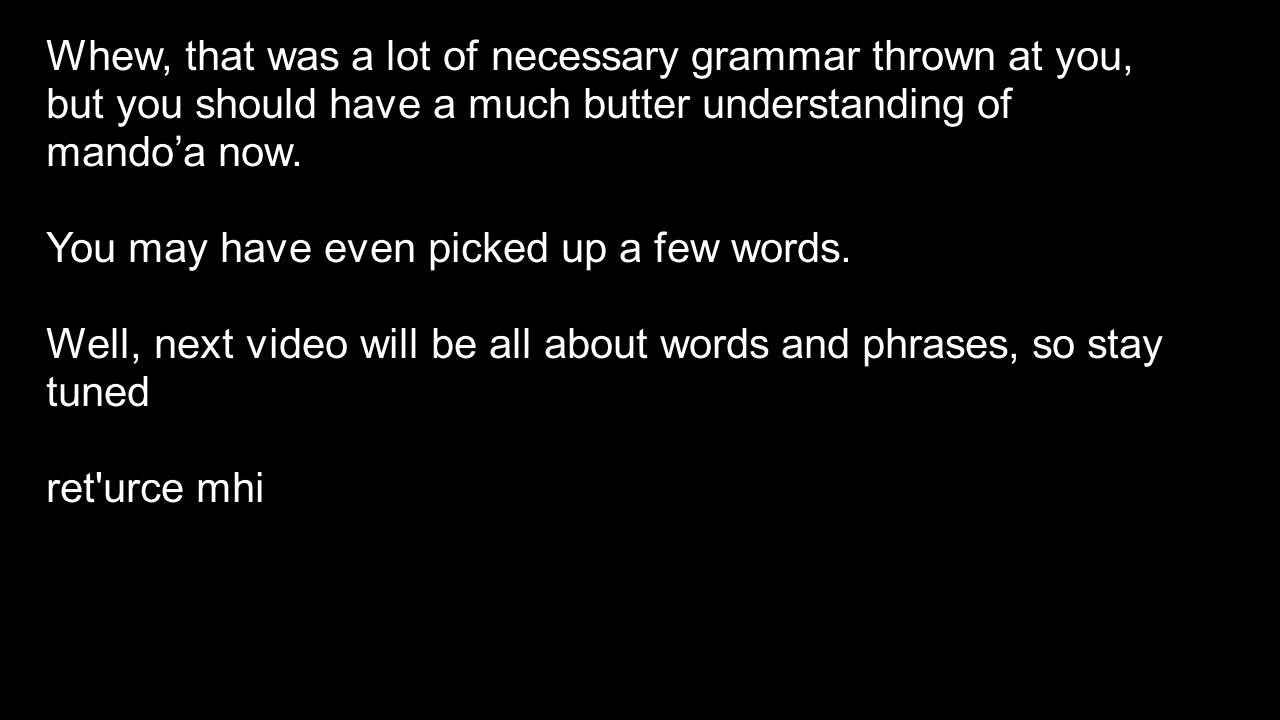 Whew, that was a lot of necessary grammar thrown at you,
but you should have a much butter understanding of
mando’a now.
You may have even picked up a few words.
Well, next video will be all about words and phrases, so stay
tuned
ret'urce mhi